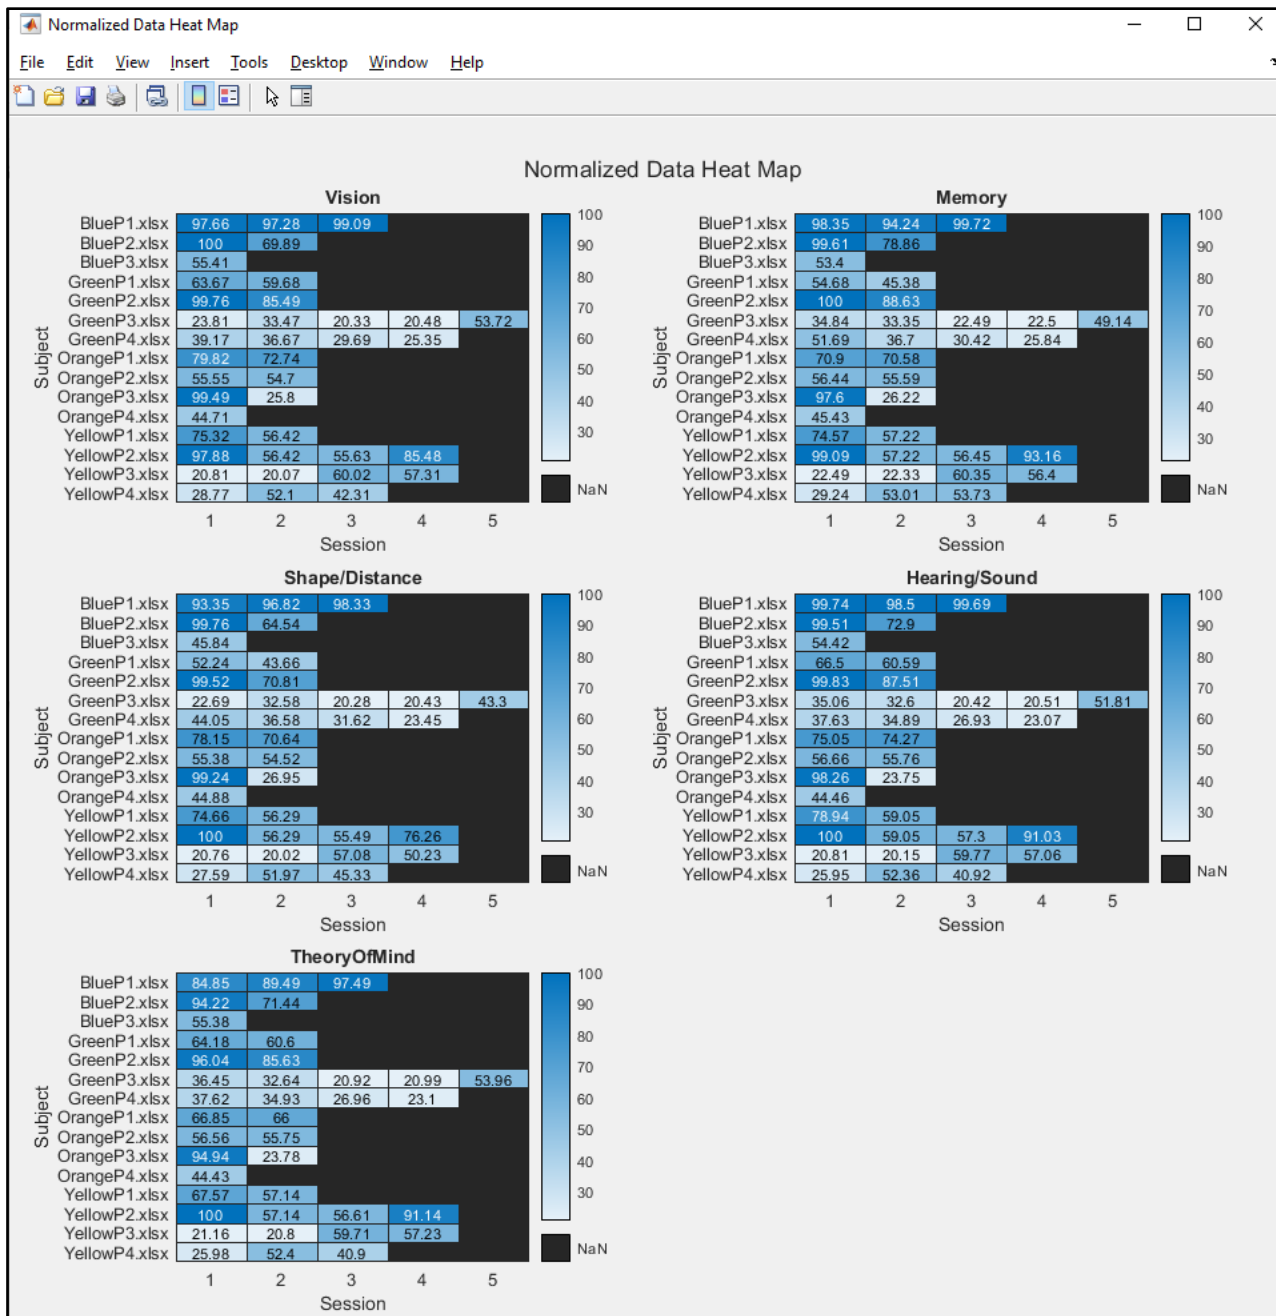 Normalized Data Heat Map
File Edit View Insert Tools Desktop Window Help
Normalized Data Heat Map
Vision
Subject
BlueP1.xlsx 97.66 97.28 99.09
BlueP2.xlsx 100 69.89
BlueP3.xlsx 55.41
GreenP1.xlsx 63.67 59.68
GreenP2.xlsx 99.76 85.49
GreenP3.xlsx 23.81 33.47 20.33 20.48 53.72
GreenP4.xlsx 39.17 36.67 29.69 25.35
OrangeP1.xlsx 79.82 72.74
OrangeP2.xlsx 55.55 54.7
OrangeP3.xlsx 99.49 25.8
OrangeP4.xlsx 44.71
YellowP1.xlsx 75.32 56.42
YellowP2.xlsx 97.88 56.42 55.63 85.48
YellowP3.xlsx 20.81 20.07 60.02 57.31
YellowP4.xlsx 28.77 52.1 42.31
1 2 3 4 5
Session
100
90
80
70
60
50
40
30
NaN
Memory
Subject
BlueP1.xlsx 98.35 94.24 99.72
BlueP2.xlsx 99.61 78.86
BlueP3.xlsx 53.4
GreenP1.xlsx 54.68 45.38
GreenP2.xlsx 100 88.63
GreenP3.xlsx 34.84 33.35 22.49 22.5 49.14
GreenP4.xlsx 51.69 36.7 30.42 25.84
OrangeP1.xlsx 70.9 70.58
OrangeP2.xlsx 56.44 55.59
OrangeP3.xlsx 97.6 26.22
OrangeP4.xlsx 45.43
YellowP1.xlsx 74.57 57.22
YellowP2.xlsx 99.09 57.22 56.45 93.16
YellowP3.xlsx 22.49 22.33 60.35 56.4
YellowP4.xlsx 29.24 53.01 53.73
1 2 3 4 5
Session
100
90
80
70
60
50
40
30
NaN
Shape/Distance
Subject
BlueP1.xlsx 93.35 96.82 98.33
BlueP2.xlsx 99.76 64.54
BlueP3.xlsx 45.84
GreenP1.xlsx 52.24 43.66
GreenP2.xlsx 99.52 70.81
GreenP3.xlsx 22.69 32.58 20.28 20.43 43.3
GreenP4.xlsx 44.05 36.58 31.62 23.45
OrangeP1.xlsx 78.15 70.64
OrangeP2.xlsx 55.38 54.52
OrangeP3.xlsx 99.24 26.95
OrangeP4.xlsx 44.88
YellowP1.xlsx 74.66 56.29
YellowP2.xlsx 100 56.29 55.49 76.26
YellowP3.xlsx 20.76 20.02 57.08 50.23
YellowP4.xlsx 27.59 51.97 45.33
1 2 3 4 5
Session
100
90
80
70
60
50
40
30
NaN
Hearing/Sound
Subject
BlueP1.xlsx 99.74 98.5 99.69
BlueP2.xlsx 99.51 72.9
BlueP3.xlsx 54.42
GreenP1.xlsx 66.5 60.59
GreenP2.xlsx 99.83 87.51
GreenP3.xlsx 35.06 32.6 20.42 20.51 51.81
GreenP4.xlsx 37.63 34.89 26.93 23.07
OrangeP1.xlsx 75.05 74.27
OrangeP2.xlsx 56.66 55.76
OrangeP3.xlsx 98.26 23.75
OrangeP4.xlsx 44.46
YellowP1.xlsx 78.94 59.05
YellowP2.xlsx 100 59.05 57.3 91.03
YellowP3.xlsx 20.81 20.15 59.77 57.06
YellowP4.xlsx 25.95 52.36 40.92
1 2 3 4 5
Session
100
90
80
70
60
50
40
30
NaN
TheoryOfMind
Subject
BlueP1.xlsx 84.85 89.49 97.49
BlueP2.xlsx 94.22 71.44
BlueP3.xlsx 55.38
GreenP1.xlsx 64.18 60.6
GreenP2.xlsx 96.04 85.63
GreenP3.xlsx 36.45 32.64 20.92 20.99 53.96
GreenP4.xlsx 37.62 34.93 26.96 23.1
OrangeP1.xlsx 66.85 66
OrangeP2.xlsx 56.56 55.75
OrangeP3.xlsx 94.94 23.78
OrangeP4.xlsx 44.43
YellowP1.xlsx 67.57 57.14
YellowP2.xlsx 100 57.14 56.61 91.14
YellowP3.xlsx 21.16 20.8 59.71 57.23
YellowP4.xlsx 25.98 52.4 40.9
1 2 3 4 5
Session
100
90
80
70
60
50
40
30
NaN